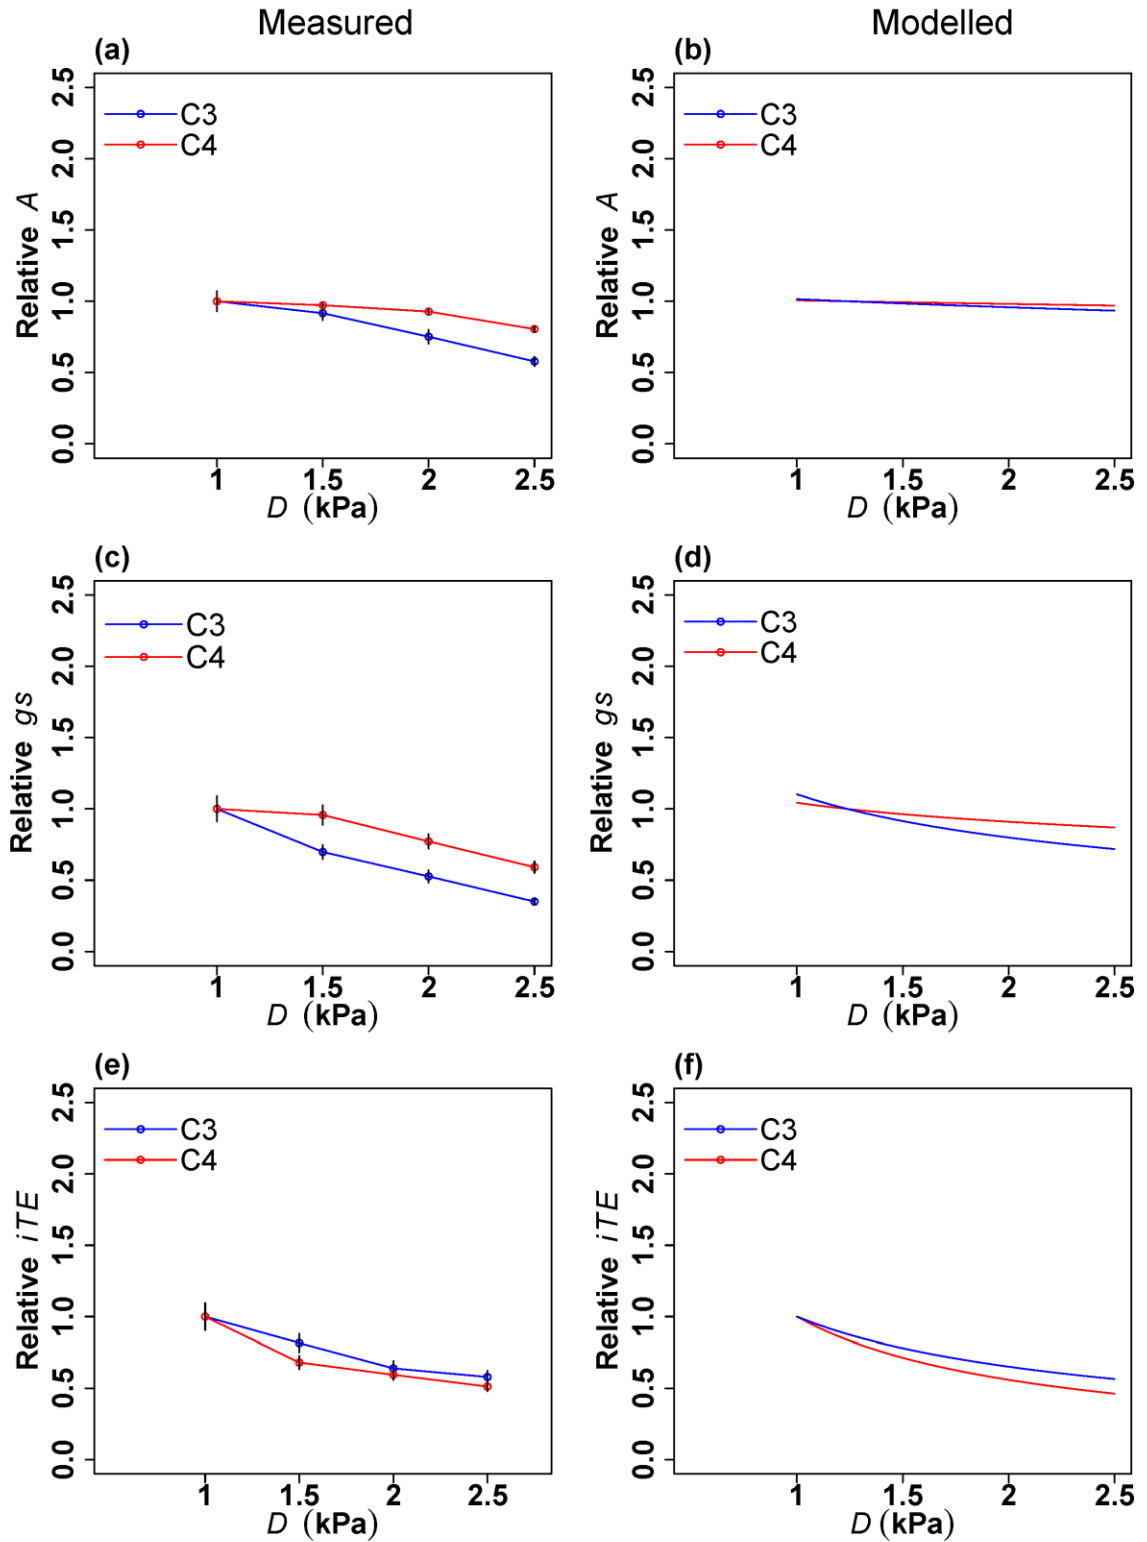 Measured
Modelled
(a)
Relative A
2.5
2.0
1.5
1.0
0.5
0.0
C3
C4
1 1.5 2 2.5
D (kPa)
(b)
Relative A
2.5
2.0
1.5
1.0
0.5
0.0
C3
C4
1 1.5 2 2.5
D (kPa)
(c)
Relative gs
2.5
2.0
1.5
1.0
0.5
0.0
C3
C4
1 1.5 2 2.5
D (kPa)
(d)
Relative gs
2.5
2.0
1.5
1.0
0.5
0.0
C3
C4
1 1.5 2 2.5
D (kPa)
(e)
Relative iTE
2.5
2.0
1.5
1.0
0.5
0.0
C3
C4
1 1.5 2 2.5
D (kPa)
(f)
Relative iTE
2.5
2.0
1.5
1.0
0.5
0.0
C3
C4
1 1.5 2 2.5
D (kPa)